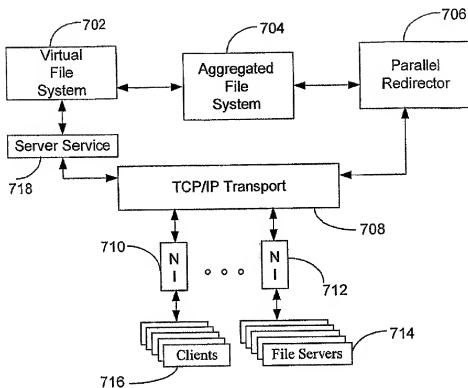 702
704
706
Virtual
File
System
Aggregated
File
System
Parallel
Redirector
Server Service
718
TCP/IP Transport
708
710
N
I
N
I
712
Clients
716
File Servers
714